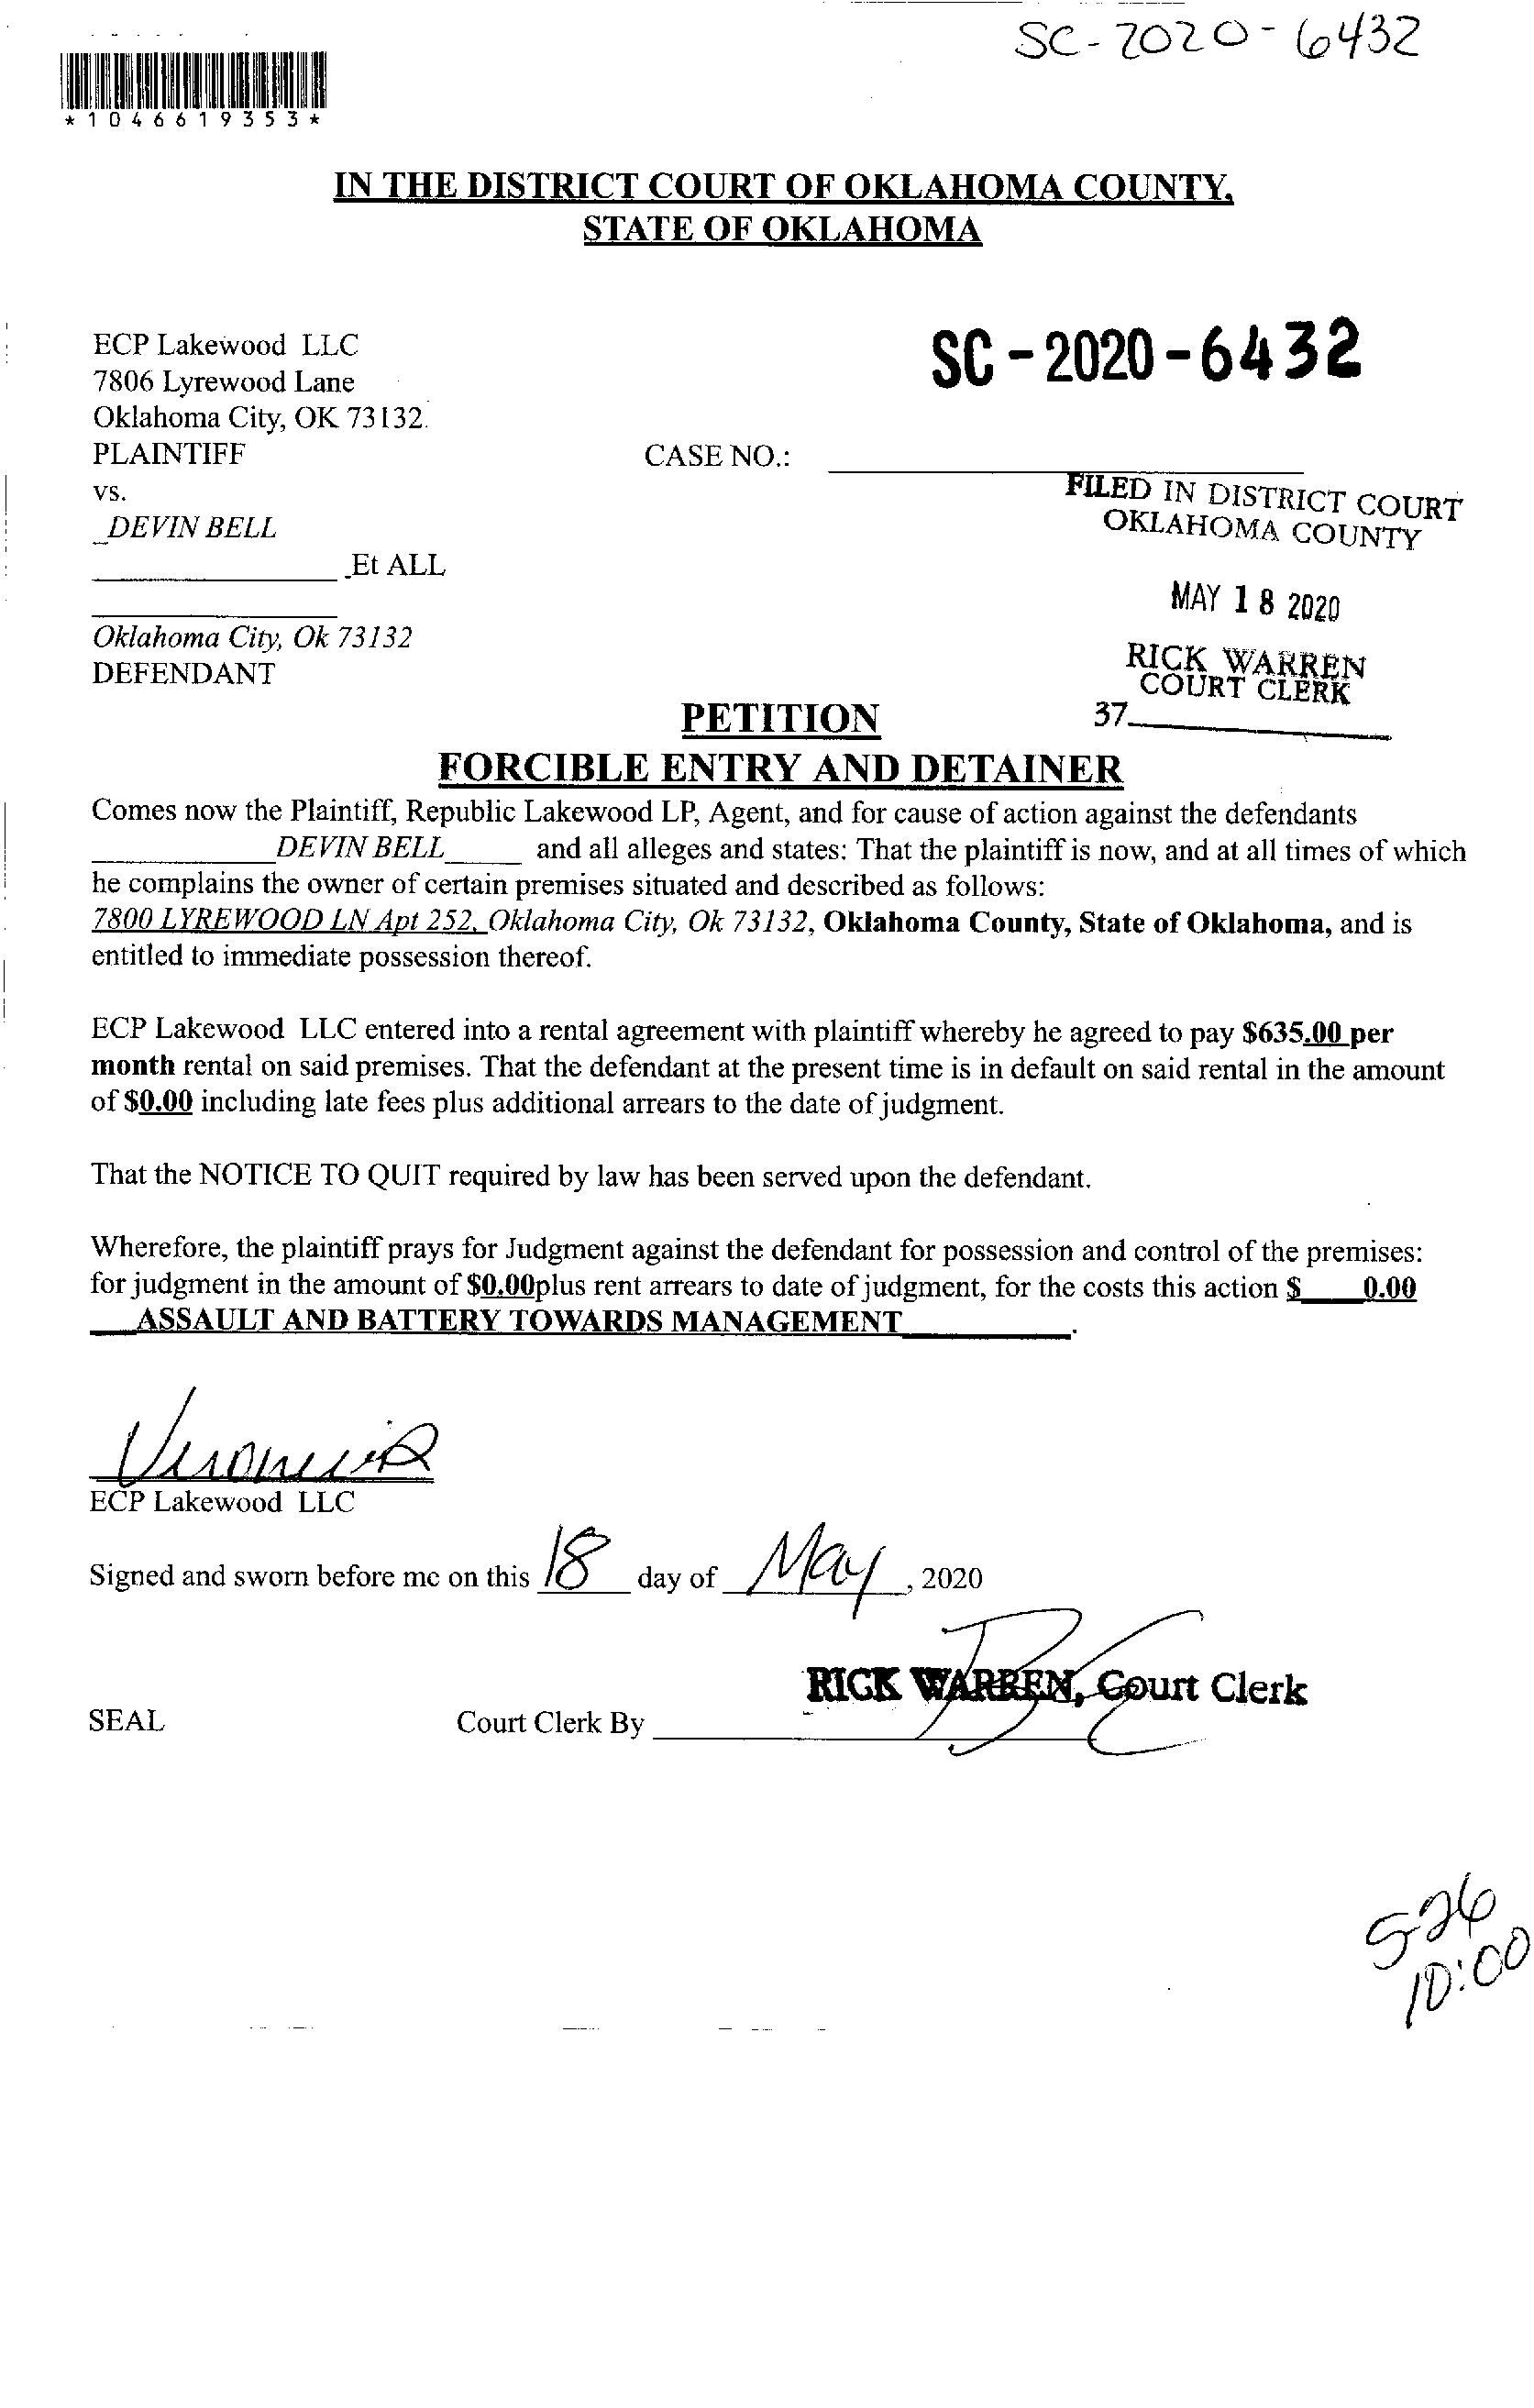 SC-2020-6432
*1046619353*
IN THE DISTRICT COURT OF OKLAHOMA COUNTY,
STATE OF OKLAHOMA
ECP Lakewood LLC
SC-2020-6432
7806 Lyrewood Lane
Oklahoma City, OK 73132
PLAINTIFF
CASE NO.: ____________
vs.
FILED IN DISTRICT COURT
OKLAHOMA COUNTY
_DEVIN BELL
____________ Et ALL
MAY 18 2020
____________
Oklahoma City, Ok 73132
RICK WARREN
COURT CLERK
DEFENDANT
37____________
PETITION
FORCIBLE ENTRY AND DETAINER
Comes now the Plaintiff, Republic Lakewood LP, Agent, and for cause of action against the defendants
____________DEVIN BELL_____ and all alleges and states: That the plaintiff is now, and at all times of which
he complains the owner of certain premises situated and described as follows:
7800 LYREWOOD LN Apt 252, Oklahoma City, Ok 73132, Oklahoma County, State of Oklahoma, and is
entitled to immediate possession thereof.
ECP Lakewood LLC entered into a rental agreement with plaintiff whereby he agreed to pay $635.00 per
month rental on said premises. That the defendant at the present time is in default on said rental in the amount
of $0.00 including late fees plus additional arrears to the date of judgment.
That the NOTICE TO QUIT required by law has been served upon the defendant.
Wherefore, the plaintiff prays for Judgment against the defendant for possession and control of the premises:
for judgment in the amount of $0.00plus rent arrears to date of judgment, for the costs this action $____0.00
___ASSAULT AND BATTERY TOWARDS MANAGEMENT___________.
ECP Lakewood LLC
Signed and sworn before me on this 18 day of May, 2020
RICK WARREN, Court Clerk
SEAL
Court Clerk By ____________
5-26
10:00